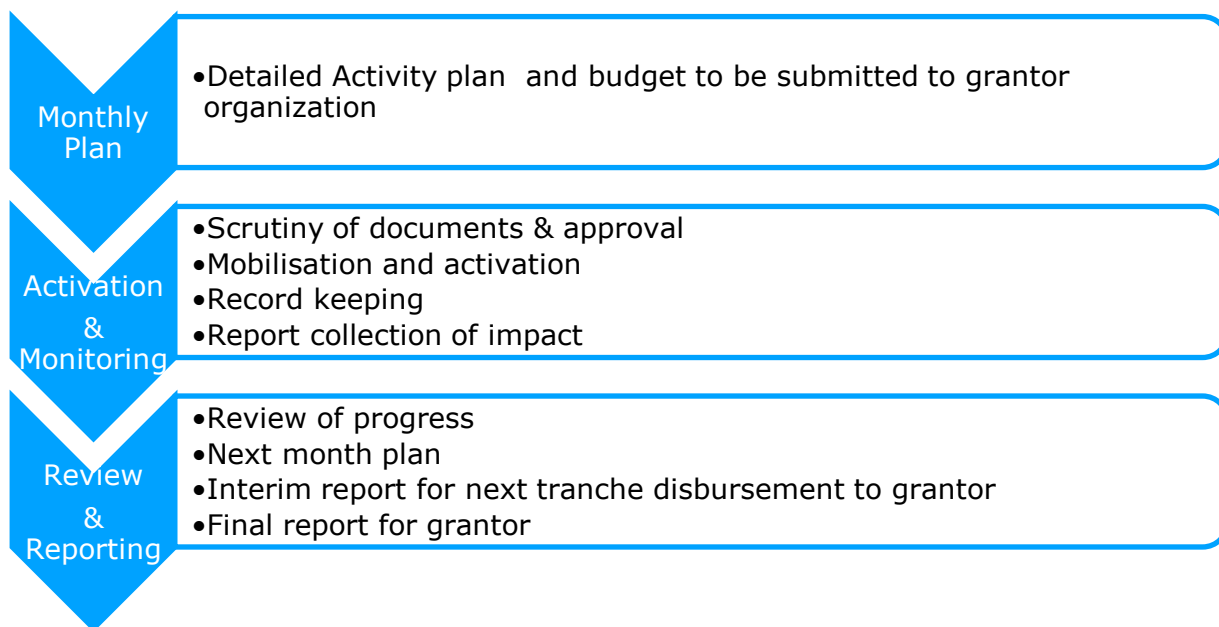 Monthly
Plan
•Detailed Activity plan  and budget to be submitted to grantor
organization
Activation
&
Monitoring
•Scrutiny of documents & approval
•Mobilisation and activation
•Record keeping
•Report collection of impact
Review
&
Reporting
•Review of progress
•Next month plan
•Interim report for next tranche disbursement to grantor
•Final report for grantor